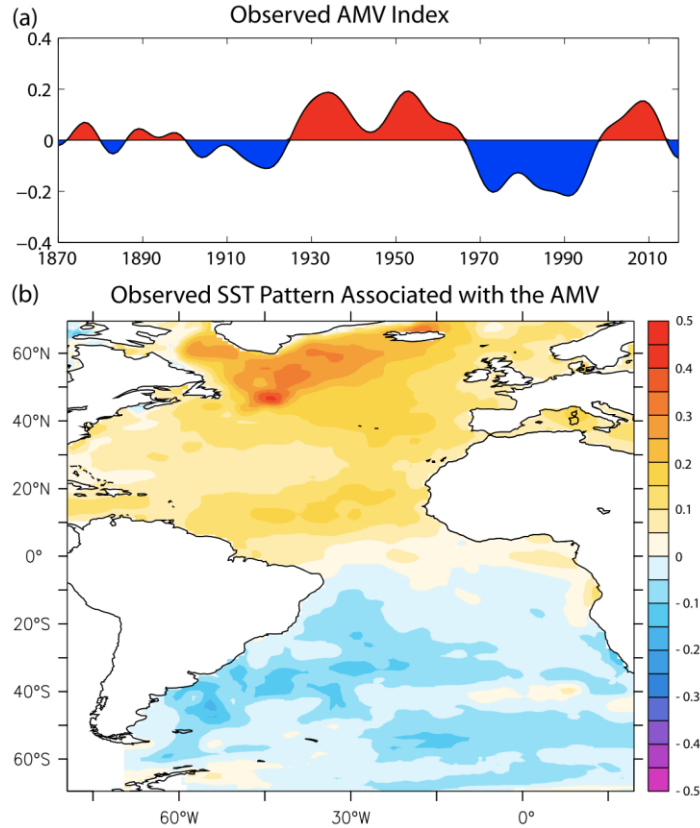 (a) Observed AMV Index
0.4
0.2
0
−0.2
−0.4
1870 1890 1910 1930 1950 1970 1990 2010
(b) Observed SST Pattern Associated with the AMV
60°N
40°N
20°N
0°
20°S
40°S
60°S
60°W 30°W 0°
0.5
0.4
0.3
0.2
0.1
0
- 0.1
- 0.2
- 0.3
- 0.4
- 0.5